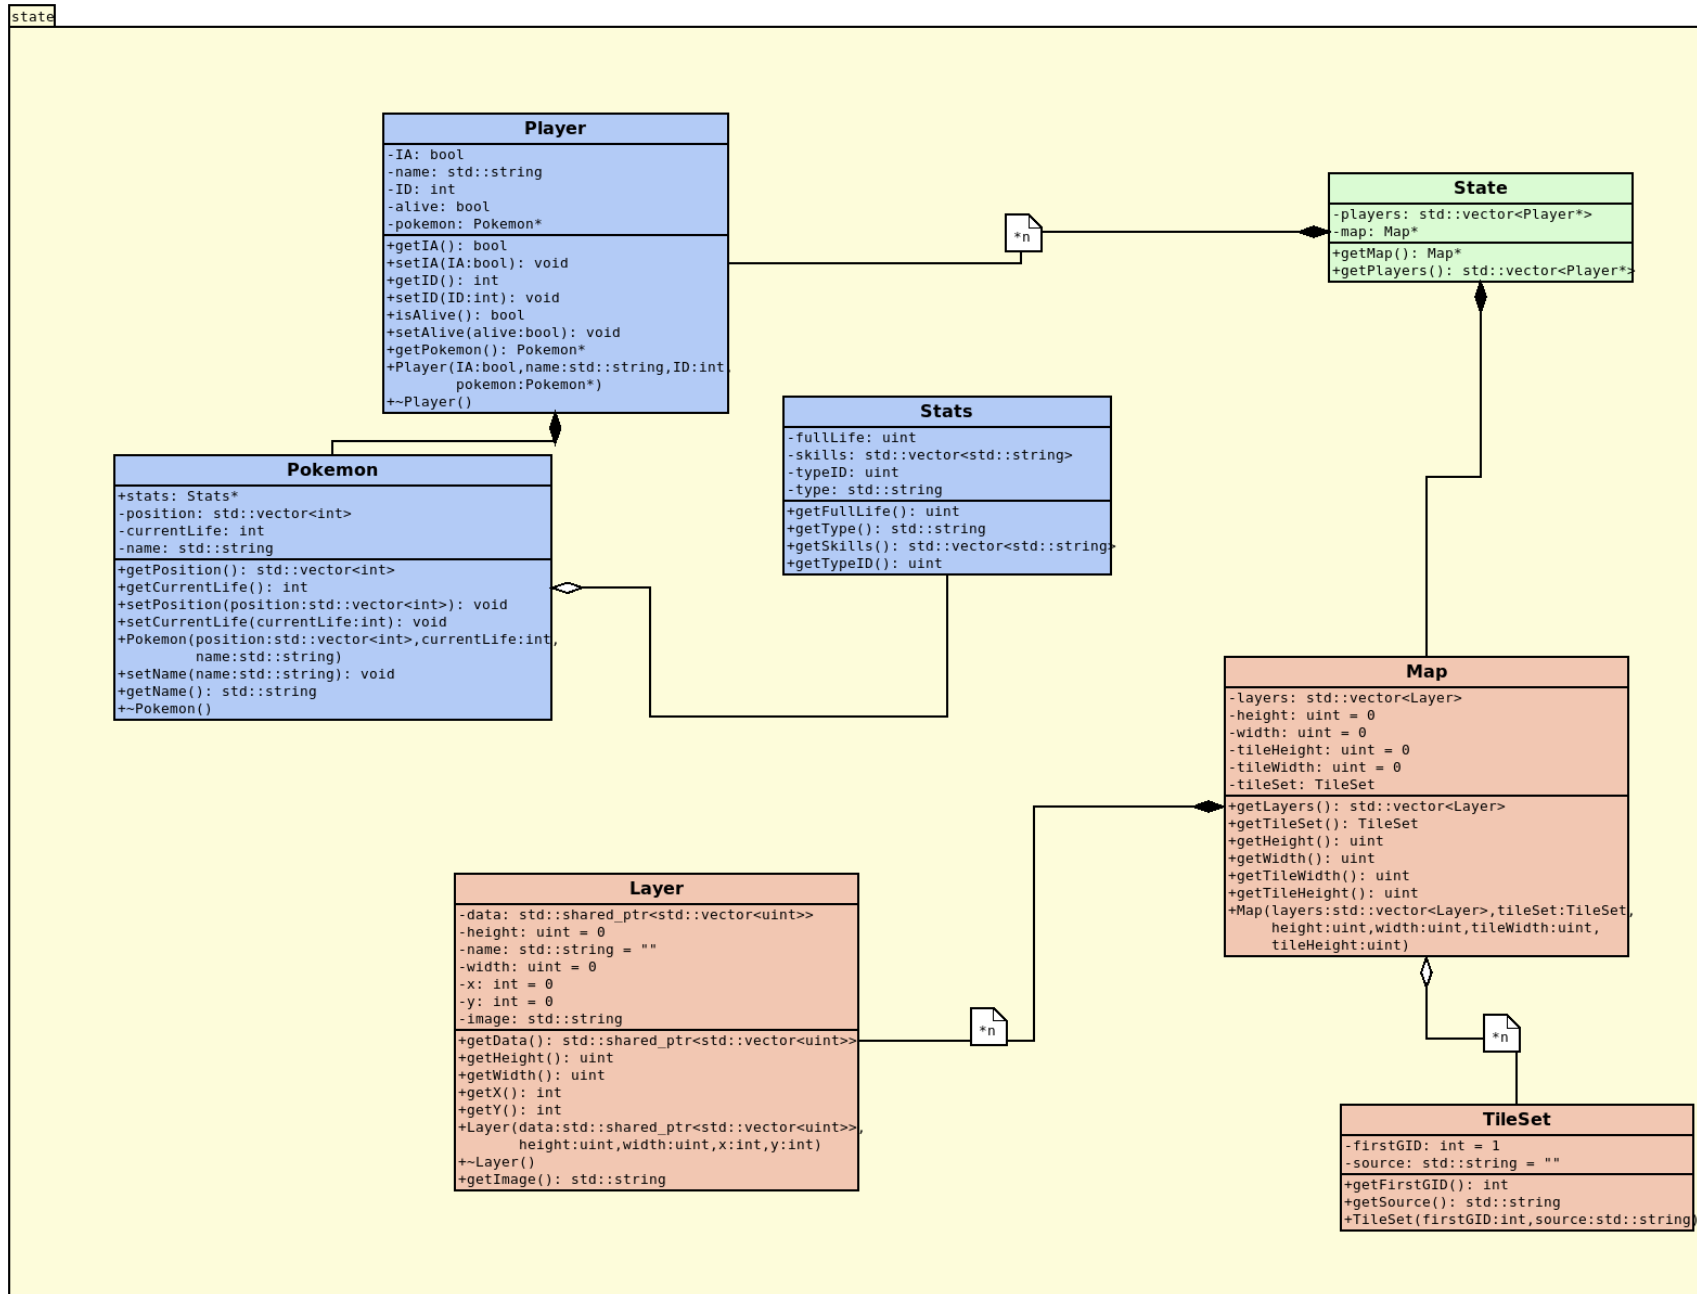 state
Player
-IA: bool
-name: std::string
-ID: int
-alive: bool
-pokemon: Pokemon*
+getIA(): bool
+setIA(IA:bool): void
+getID(): int
+setID(ID:int): void
+isAlive(): bool
+setAlive(alive:bool): void
+getPokemon(): Pokemon*
+Player(IA:bool,name:std::string,ID:int,
pokemon:Pokemon*)
+~Player()
*n
State
-players: std::vector<Player*>
-map: Map*
+getMap(): Map*
+getPlayers(): std::vector<Player*>
Stats
-fullLife: uint
-skills: std::vector<std::string>
-typeID: uint
-type: std::string
+getFullLife(): uint
+getType(): std::string
+getSkills(): std::vector<std::string>
+getTypeID(): uint
Pokemon
+stats: Stats*
-position: std::vector<int>
-currentLife: int
-name: std::string
+getPosition(): std::vector<int>
+getCurrentLife(): int
+setPosition(position:std::vector<int>): void
+setCurrentLife(currentLife:int): void
+Pokemon(position:std::vector<int>,currentLife:int,
name:std::string)
+setName(name:std::string): void
+getName(): std::string
+~Pokemon()
Map
-layers: std::vector<Layer>
-height: uint = 0
-width: uint = 0
-tileHeight: uint = 0
-tileWidth: uint = 0
-tileSet: TileSet
+getLayers(): std::vector<Layer>
+getTileSet(): TileSet
+getHeight(): uint
+getWidth(): uint
+getTileWidth(): uint
+getTileHeight(): uint
+Map(layers:std::vector<Layer>,tileSet:TileSet,
height:uint,width:uint,tileWidth:uint,
tileHeight:uint)
Layer
-data: std::shared_ptr<std::vector<uint>>
-height: uint = 0
-name: std::string = ""
-width: uint = 0
-x: int = 0
-y: int = 0
-image: std::string
+getData(): std::shared_ptr<std::vector<uint>>
+getHeight(): uint
+getWidth(): uint
+getX(): int
+getY(): int
+Layer(data:std::shared_ptr<std::vector<uint>>,
height:uint,width:uint,x:int,y:int)
+~Layer()
+getImage(): std::string
*n
*n
TileSet
-firstGID: int = 1
-source: std::string = ""
+getFirstGID(): int
+getSource(): std::string
+TileSet(firstGID:int,source:std::string)